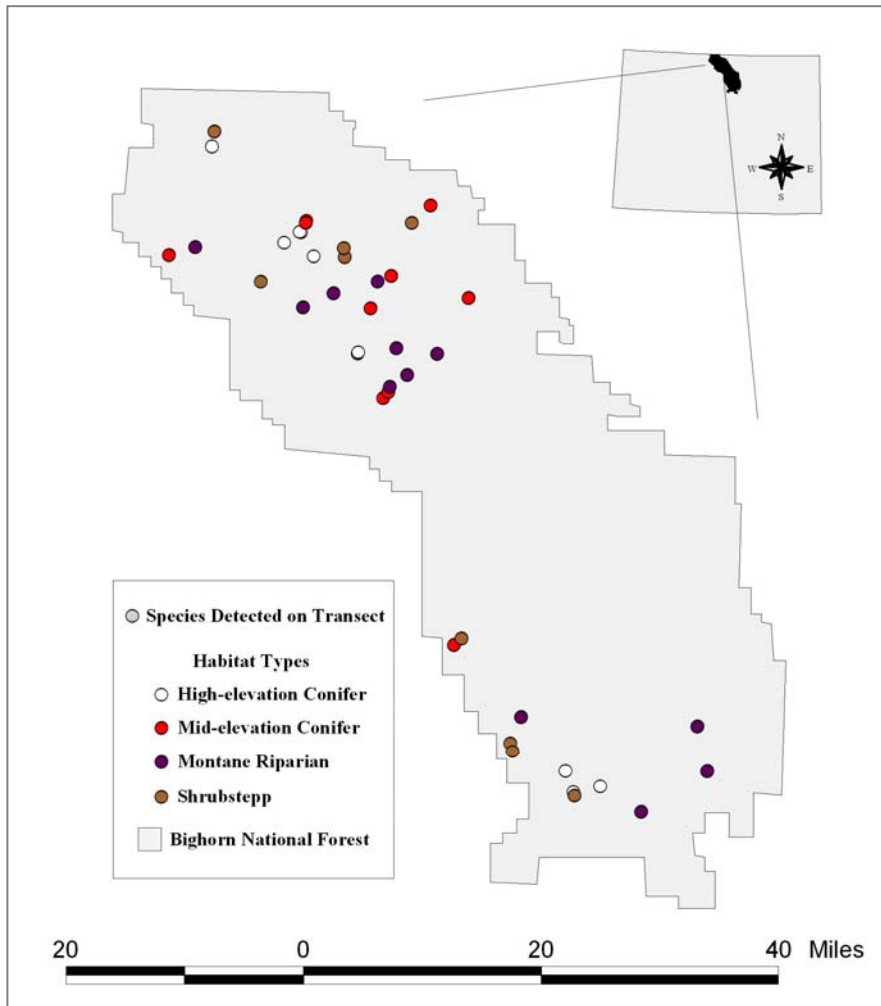 N
W E
S
Species Detected on Transect
Habitat Types
High-elevation Conifer
Mid-elevation Conifer
Montane Riparian
Shrubstepp
Bighorn National Forest
20 0 20 40 Miles